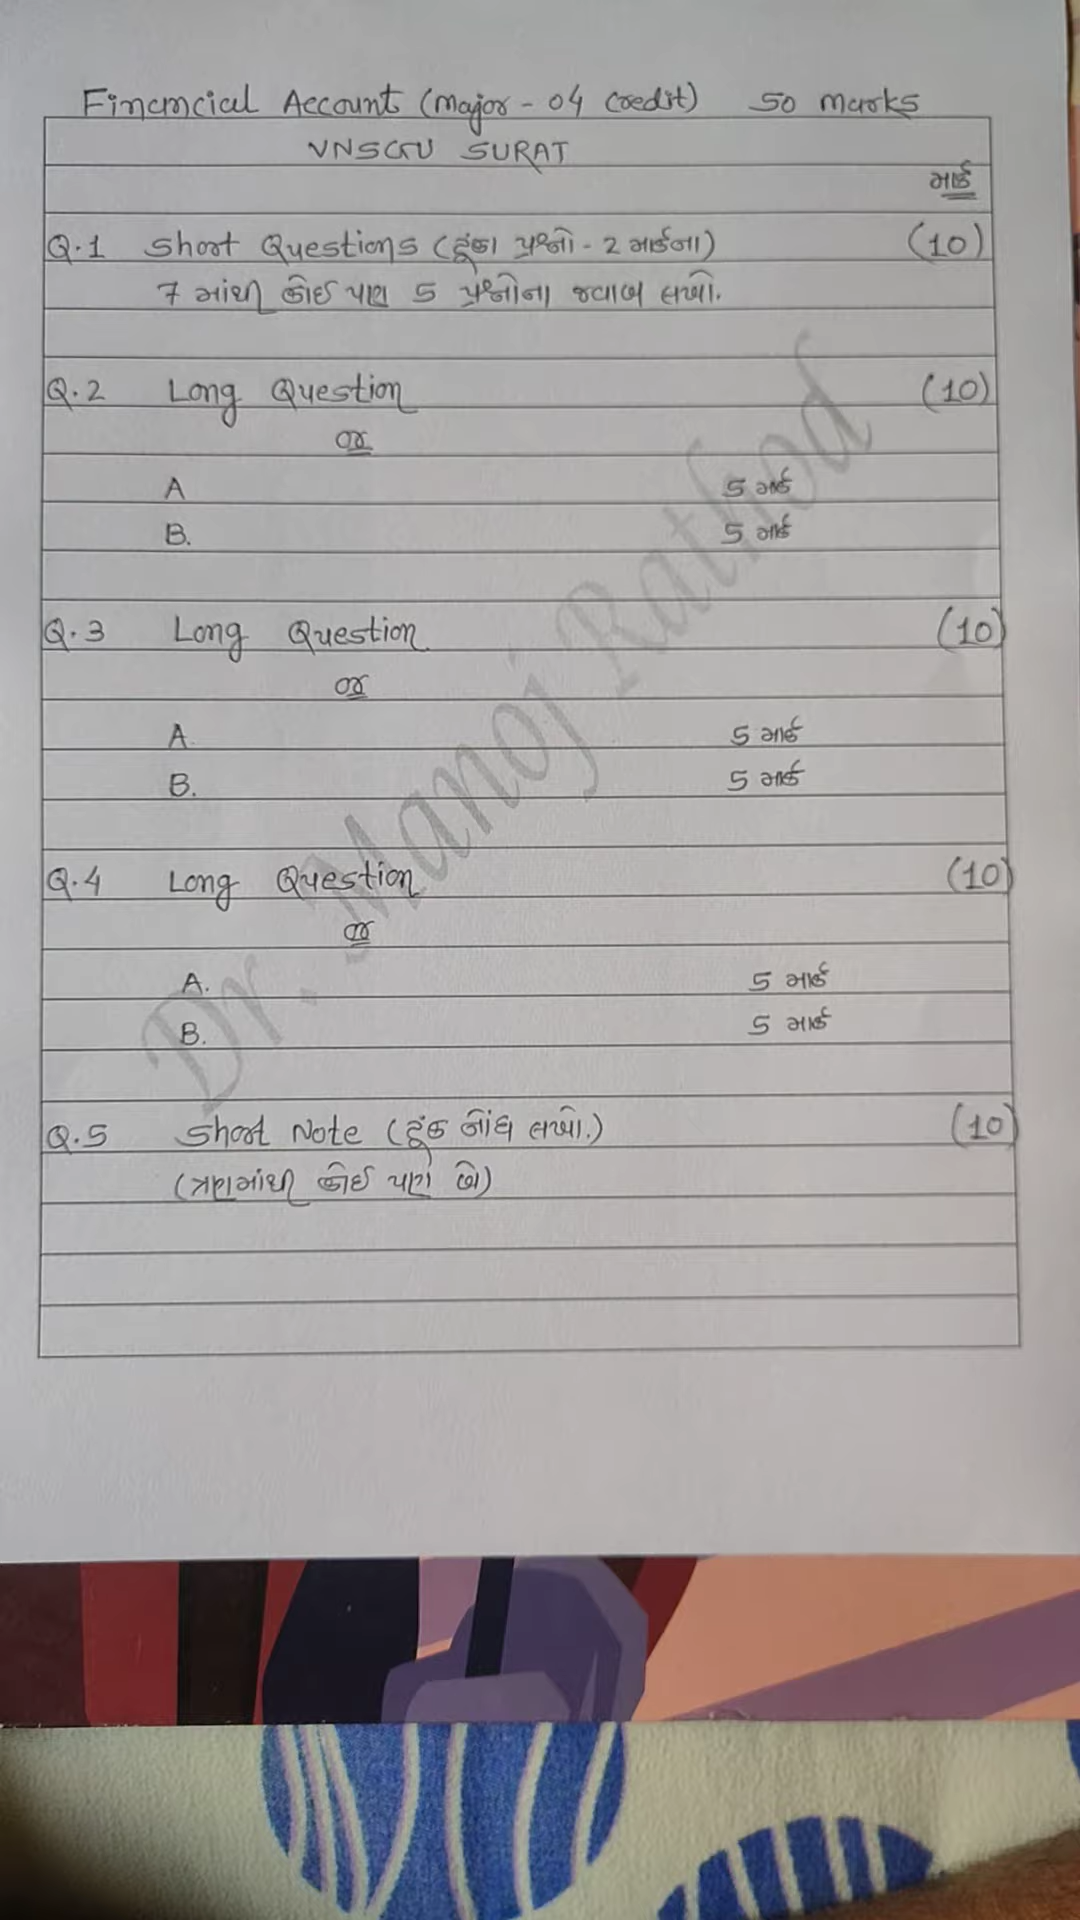 Financial Account (Major - 04 Credit) 50 marks
VNSGU SURAT
માર્ક
Q.1 Short Questions (ટૂંકા પ્રશ્નો - 2 માર્કના) (10)
7 માંથી કોઈ પણ 5 પ્રશ્નોના જવાબ લખો.
Q.2 Long Question (10)
OR
A 5 માર્ક
B. 5 માર્ક
Q.3 Long Question (10)
OR
A. 5 માર્ક
B. 5 માર્ક
Q.4 Long Question (10)
OR
A. 5 માર્ક
B. 5 માર્ક
Q.5 Short Note (ટૂંક નોંધ લખો.) (10)
(ત્રણમાંથી કોઈ પણ બે)
Dr. Manoj Rathod